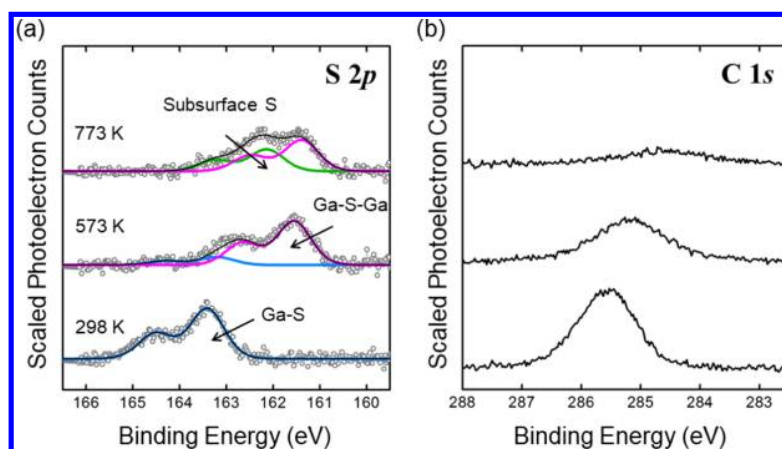 (a)
S 2p
Subsurface S
773 K
Ga-S-Ga
573 K
Ga-S
298 K
Scaled Photoelectron Counts
166 165 164 163 162 161 160
Binding Energy (eV)
(b)
C 1s
Scaled Photoelectron Counts
288 287 286 285 284 283
Binding Energy (eV)